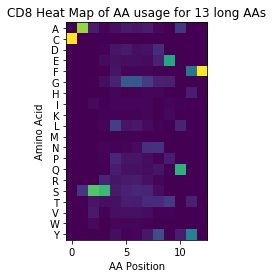 CD8 Heat Map of AA usage for 13 long AAs
Amino Acid
A
C
D
E
F
G
H
I
K
L
M
N
P
Q
R
S
T
V
W
Y
0 5 10
AA Position